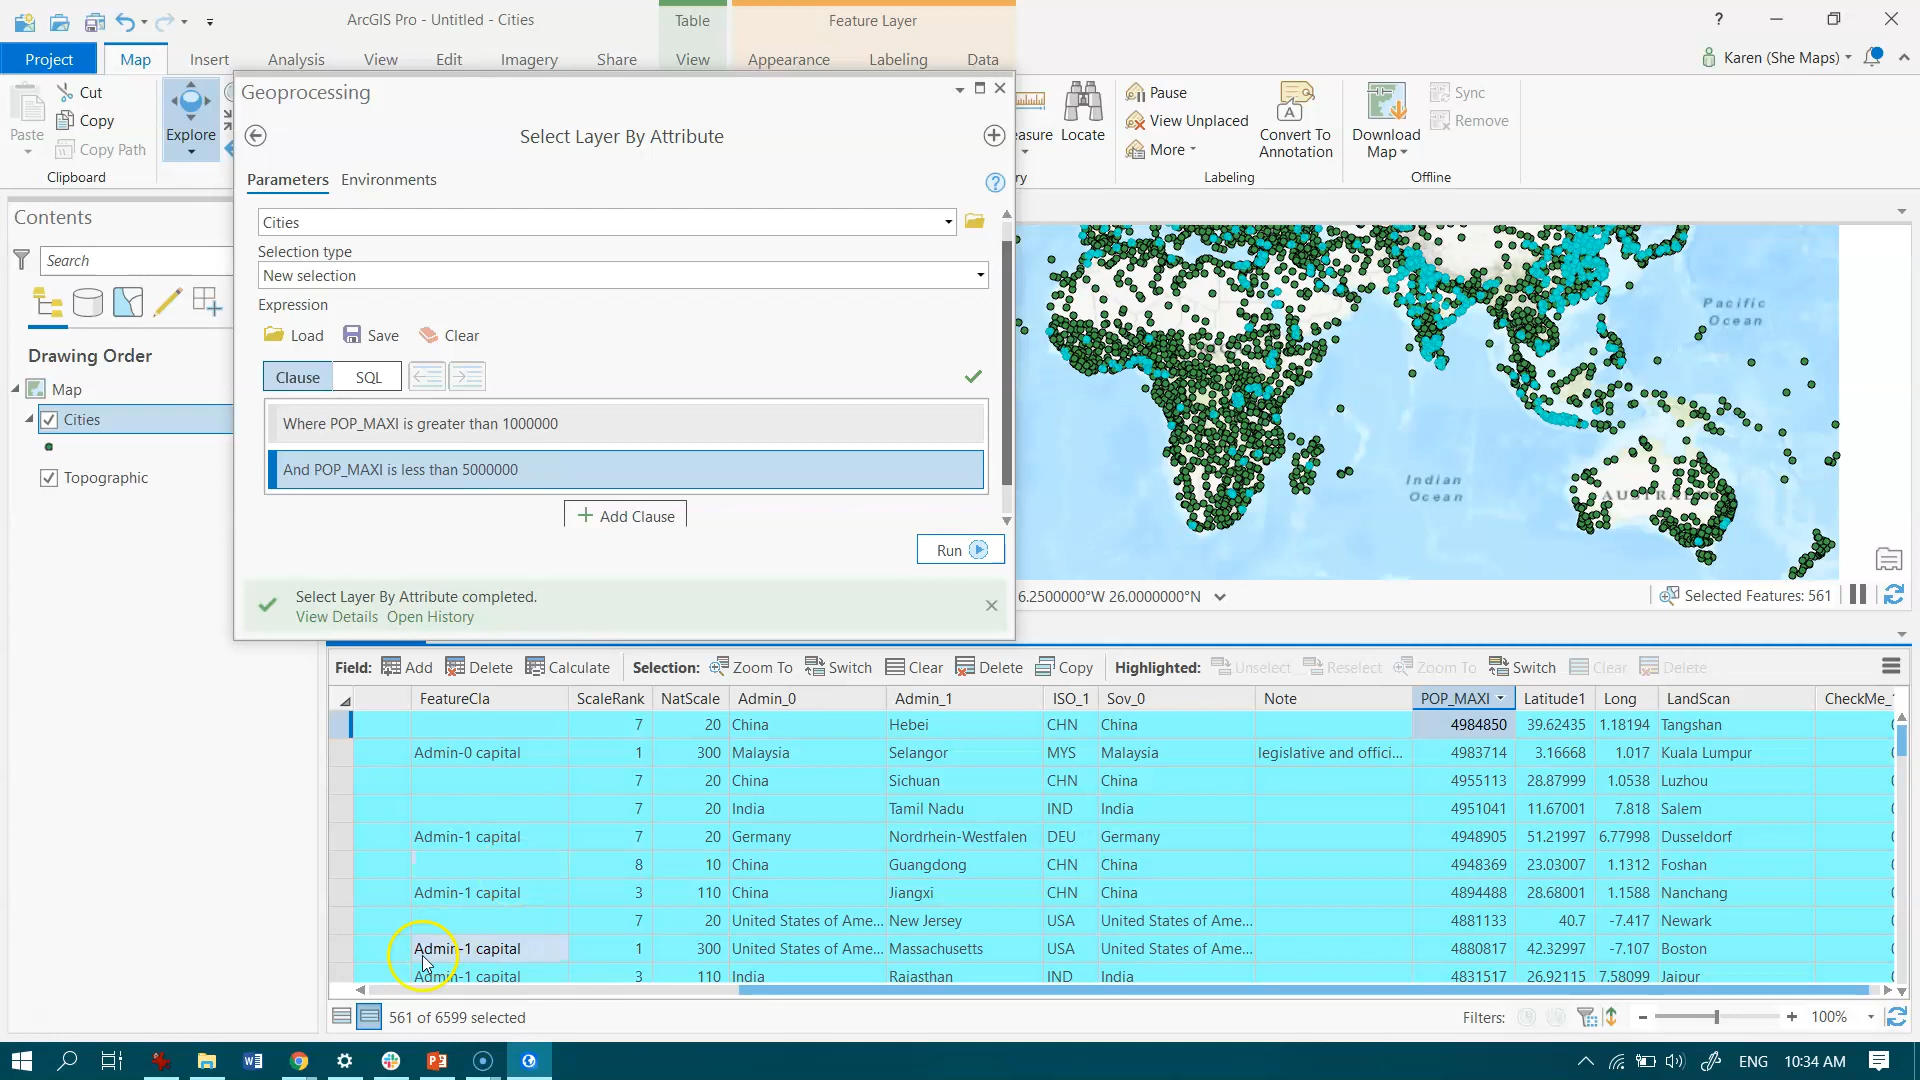 ArcGIS Pro - Untitled - Cities
Table
Feature Layer
?
Project
Map
Insert
Analysis
View
Edit
Imagery
Share
View
Appearance
Labeling
Data
Karen (She Maps)
Paste
Cut
Copy
Copy Path
Clipboard
Explore
Locate
Pause
View Unplaced
More
Convert To
Annotation
Labeling
Download
Map
Sync
Remove
Offline
Geoprocessing
Select Layer By Attribute
Parameters
Environments
Cities
Selection type
New selection
Expression
Load
Save
Clear
Clause
SQL
Where POP_MAXI is greater than 1000000
And POP_MAXI is less than 5000000
Add Clause
Run
Select Layer By Attribute completed.
View Details Open History
Contents
Search
Drawing Order
Map
Cities
Topographic
Pacific
Ocean
Indian
Ocean
6.2500000°W 26.0000000°N
Selected Features: 561
Field: Add Delete Calculate Selection: Zoom To Switch Clear Delete Copy Highlighted: Unselect Reselect Zoom To Switch Clear Delete
FeatureCla ScaleRank NatScale Admin_0 Admin_1 ISO_1 Sov_0 Note POP_MAXI Latitude1 Long LandScan CheckMe_
7 20 China Hebei CHN China 4984850 39.62435 1.18194 Tangshan
Admin-0 capital 1 300 Malaysia Selangor MYS Malaysia legislative and offici... 4983714 3.16668 1.017 Kuala Lumpur
7 20 China Sichuan CHN China 4955113 28.87999 1.0538 Luzhou
7 20 India Tamil Nadu IND India 4951041 11.67001 7.818 Salem
Admin-1 capital 7 20 Germany Nordrhein-Westfalen DEU Germany 4948905 51.21997 6.77998 Dusseldorf
8 10 China Guangdong CHN China 4948369 23.03007 1.1312 Foshan
Admin-1 capital 3 110 China Jiangxi CHN China 4894488 28.68001 1.1588 Nanchang
7 20 United States of Ame... New Jersey USA United States of Ame... 4881133 40.7 -7.417 Newark
Admin-1 capital 1 300 United States of Ame... Massachusetts USA United States of Ame... 4880817 42.32997 -7.107 Boston
Admin-1 capital 3 110 India Rajasthan IND India 4831517 26.92115 7.58099 Jaipur
561 of 6599 selected
Filters:
100%
ENG
10:34 AM